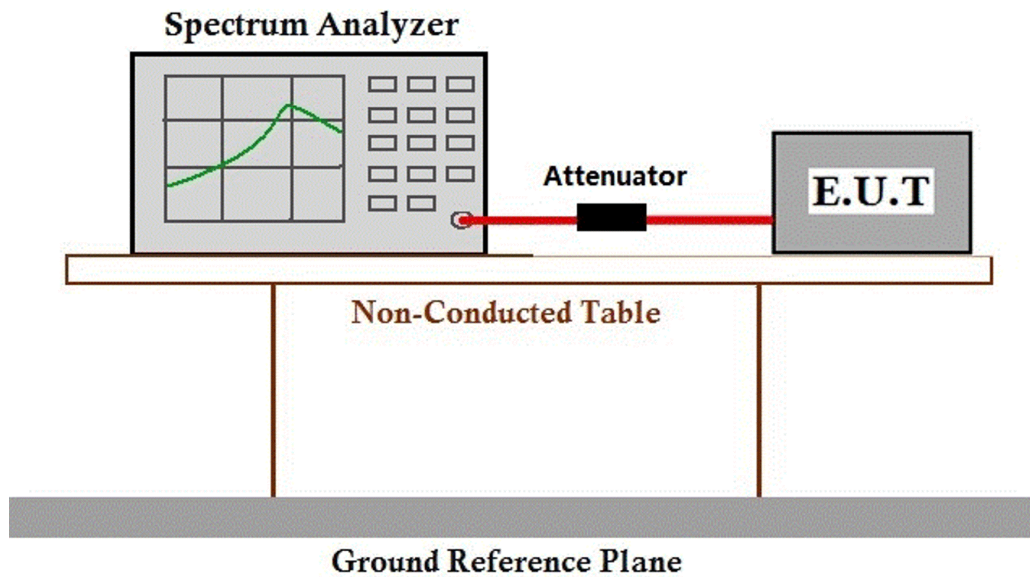 Spectrum Analyzer
Attenuator
E.U.T
Non-Conducted Table
Ground Reference Plane